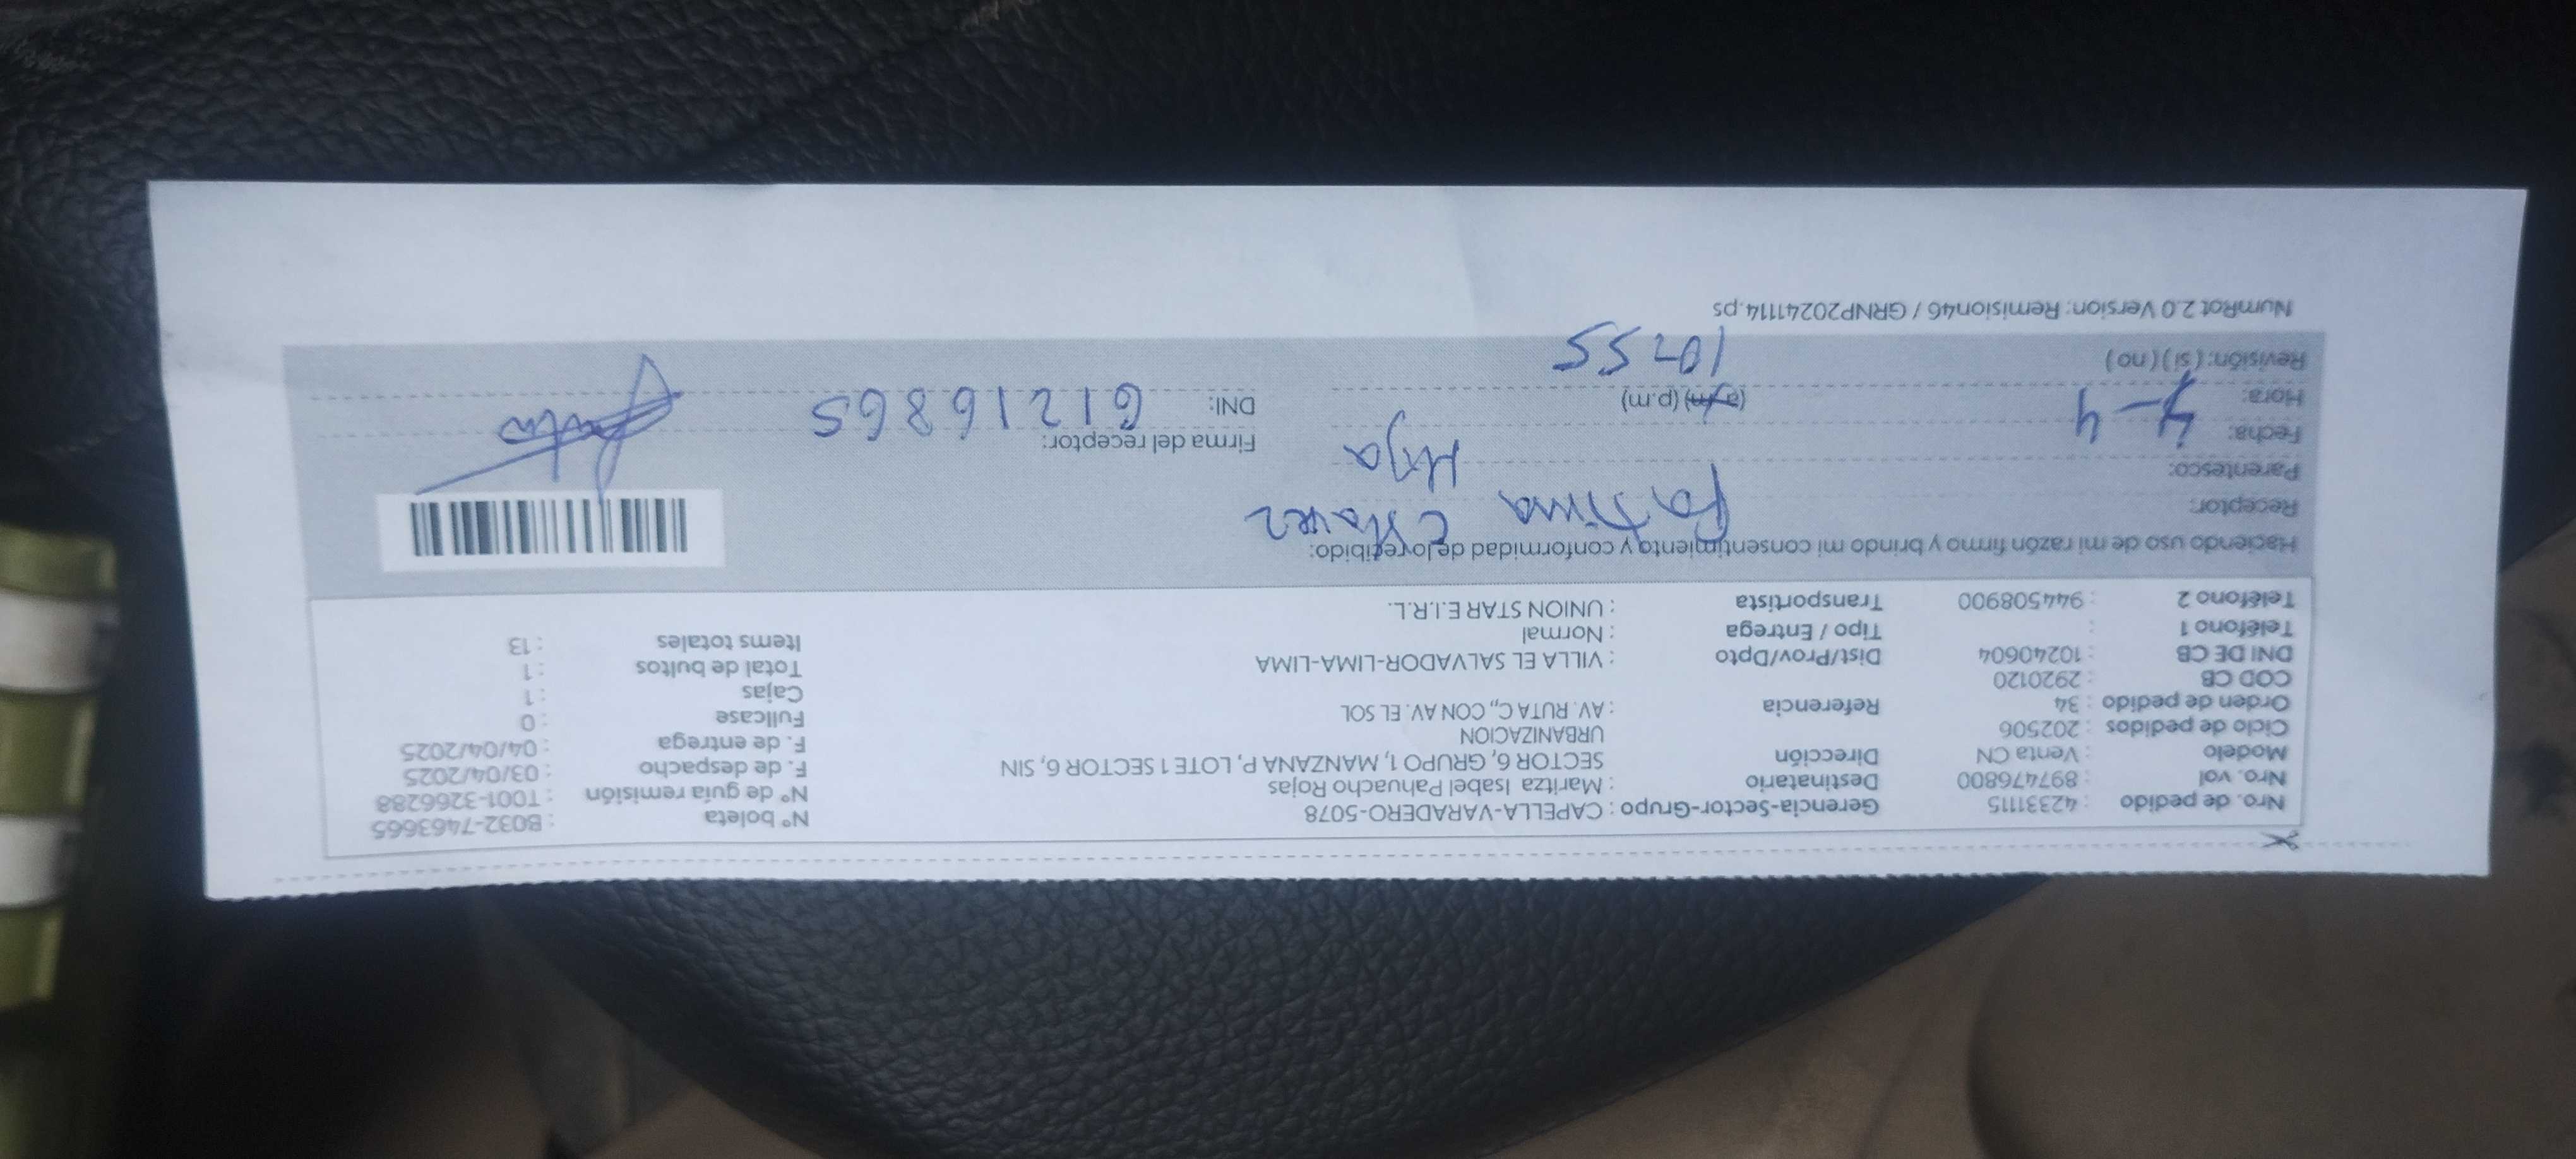 Nro. de pedido : 42331115 Gerencia-Sector-Grupo : CAPELLA-VARADERO-5078 N° boleta : B032-7463665
Nro. vol : 897476800 Destinatario : Maritza Isabel Pahuacho Rojas N° de guía remisión : T001-3266288
Modelo : Venta CN Dirección SECTOR 6, GRUPO 1, MANZANA P, LOTE 1 SECTOR 6, SIN F. de despacho : 03/04/2025
Ciclo de pedidos : 202506 URBANIZACION F. de entrega : 04/04/2025
Orden de pedido : 34 Referencia : AV. RUTA C,, CON AV. EL SOL Fullcase : 0
COD CB : 2920120 Cajas : 1
DNI DE CB : 10240604 Dist/Prov/Dpto : VILLA EL SALVADOR-LIMA-LIMA Total de bultos : 1
Teléfono 1 : Tipo / Entrega : Normal Items totales : 13
Teléfono 2 : 944508900 Transportista : UNION STAR E.I.R.L.
Haciendo uso de mi razón firmo y brindo mi consentimiento y conformidad de lo recibido:
Receptor: Fatima
Parentesco: Hija
Fecha: 4-4 Firma del receptor:
Hora: (a.m) (p.m) DNI: 61216865
Revisión: (si) (no) 10:55
NumRot 2.0 Version: Remision46 / GRNP20241114.ps